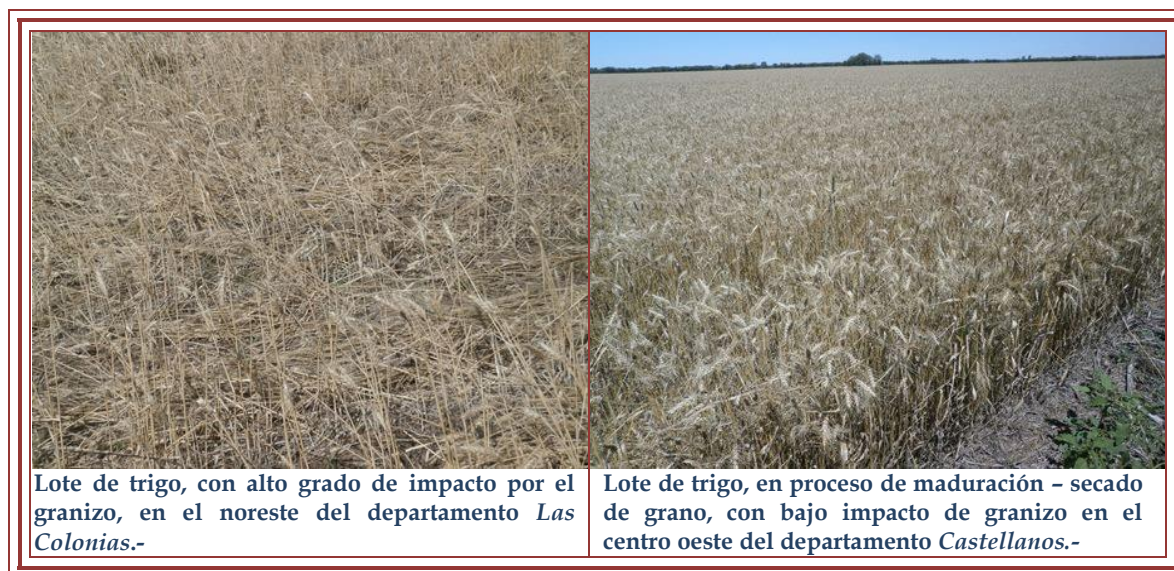 Lote de trigo, con alto grado de impacto por el
granizo, en el noreste del departamento Las
Colonias.-
Lote de trigo, en proceso de maduración – secado
de grano, con bajo impacto de granizo en el
centro oeste del departamento Castellanos.-